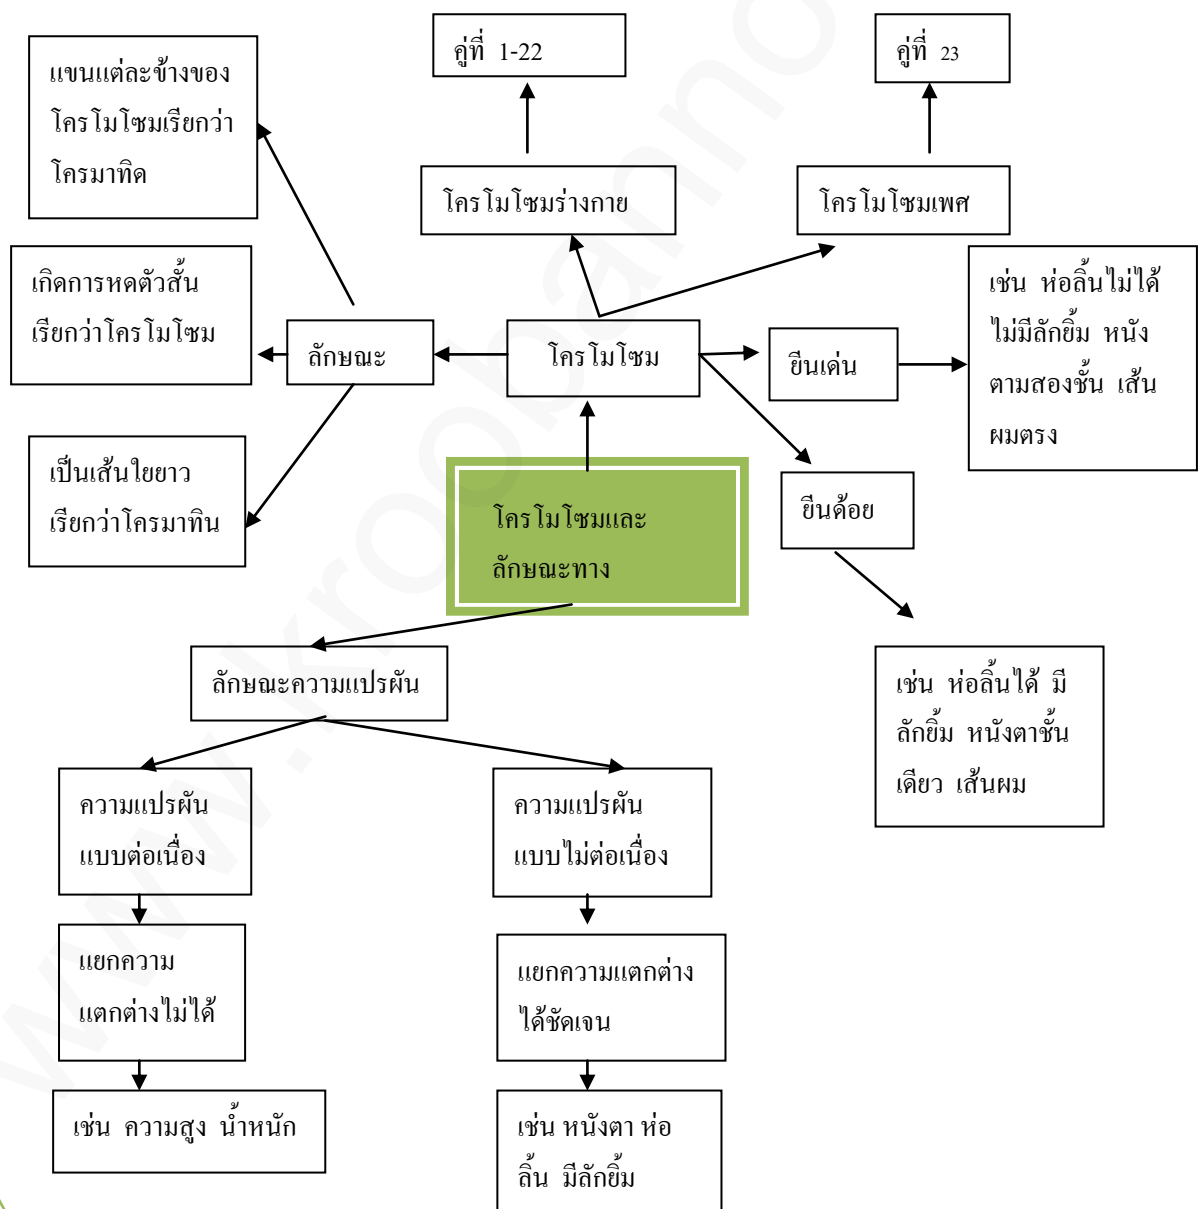 คู่ที่ 1-22
คู่ที่ 23
แขนแต่ละข้างของ
โครโมโซมเรียกว่า
โครมาทิด
โครโมโซมร่างกาย
โครโมโซมเพศ
เกิดการหดตัวสั้น
เรียกว่าโครโมโซม
ลักษณะ
โครโมโซม
ยีนเด่น
เช่น ห่อลิ้นไม่ได้
ไม่มีลักยิ้ม หนัง
ตามสองชั้น เส้น
ผมตรง
เป็นเส้นใยยาว
เรียกว่าโครมาทิน
โครโมโซมและ
ลักษณะทาง
ยีนด้อย
ลักษณะความแปรผัน
เช่น ห่อลิ้นได้ มี
ลักยิ้ม หนังตาชั้น
เดียว เส้นผม
ความแปรผัน
แบบต่อเนื่อง
ความแปรผัน
แบบไม่ต่อเนื่อง
แยกความ
แตกต่างไม่ได้
แยกความแตกต่าง
ได้ชัดเจน
เช่น ความสูง น้ำหนัก
เช่น หนังตา ห่อ
ลิ้น มีลักยิ้ม